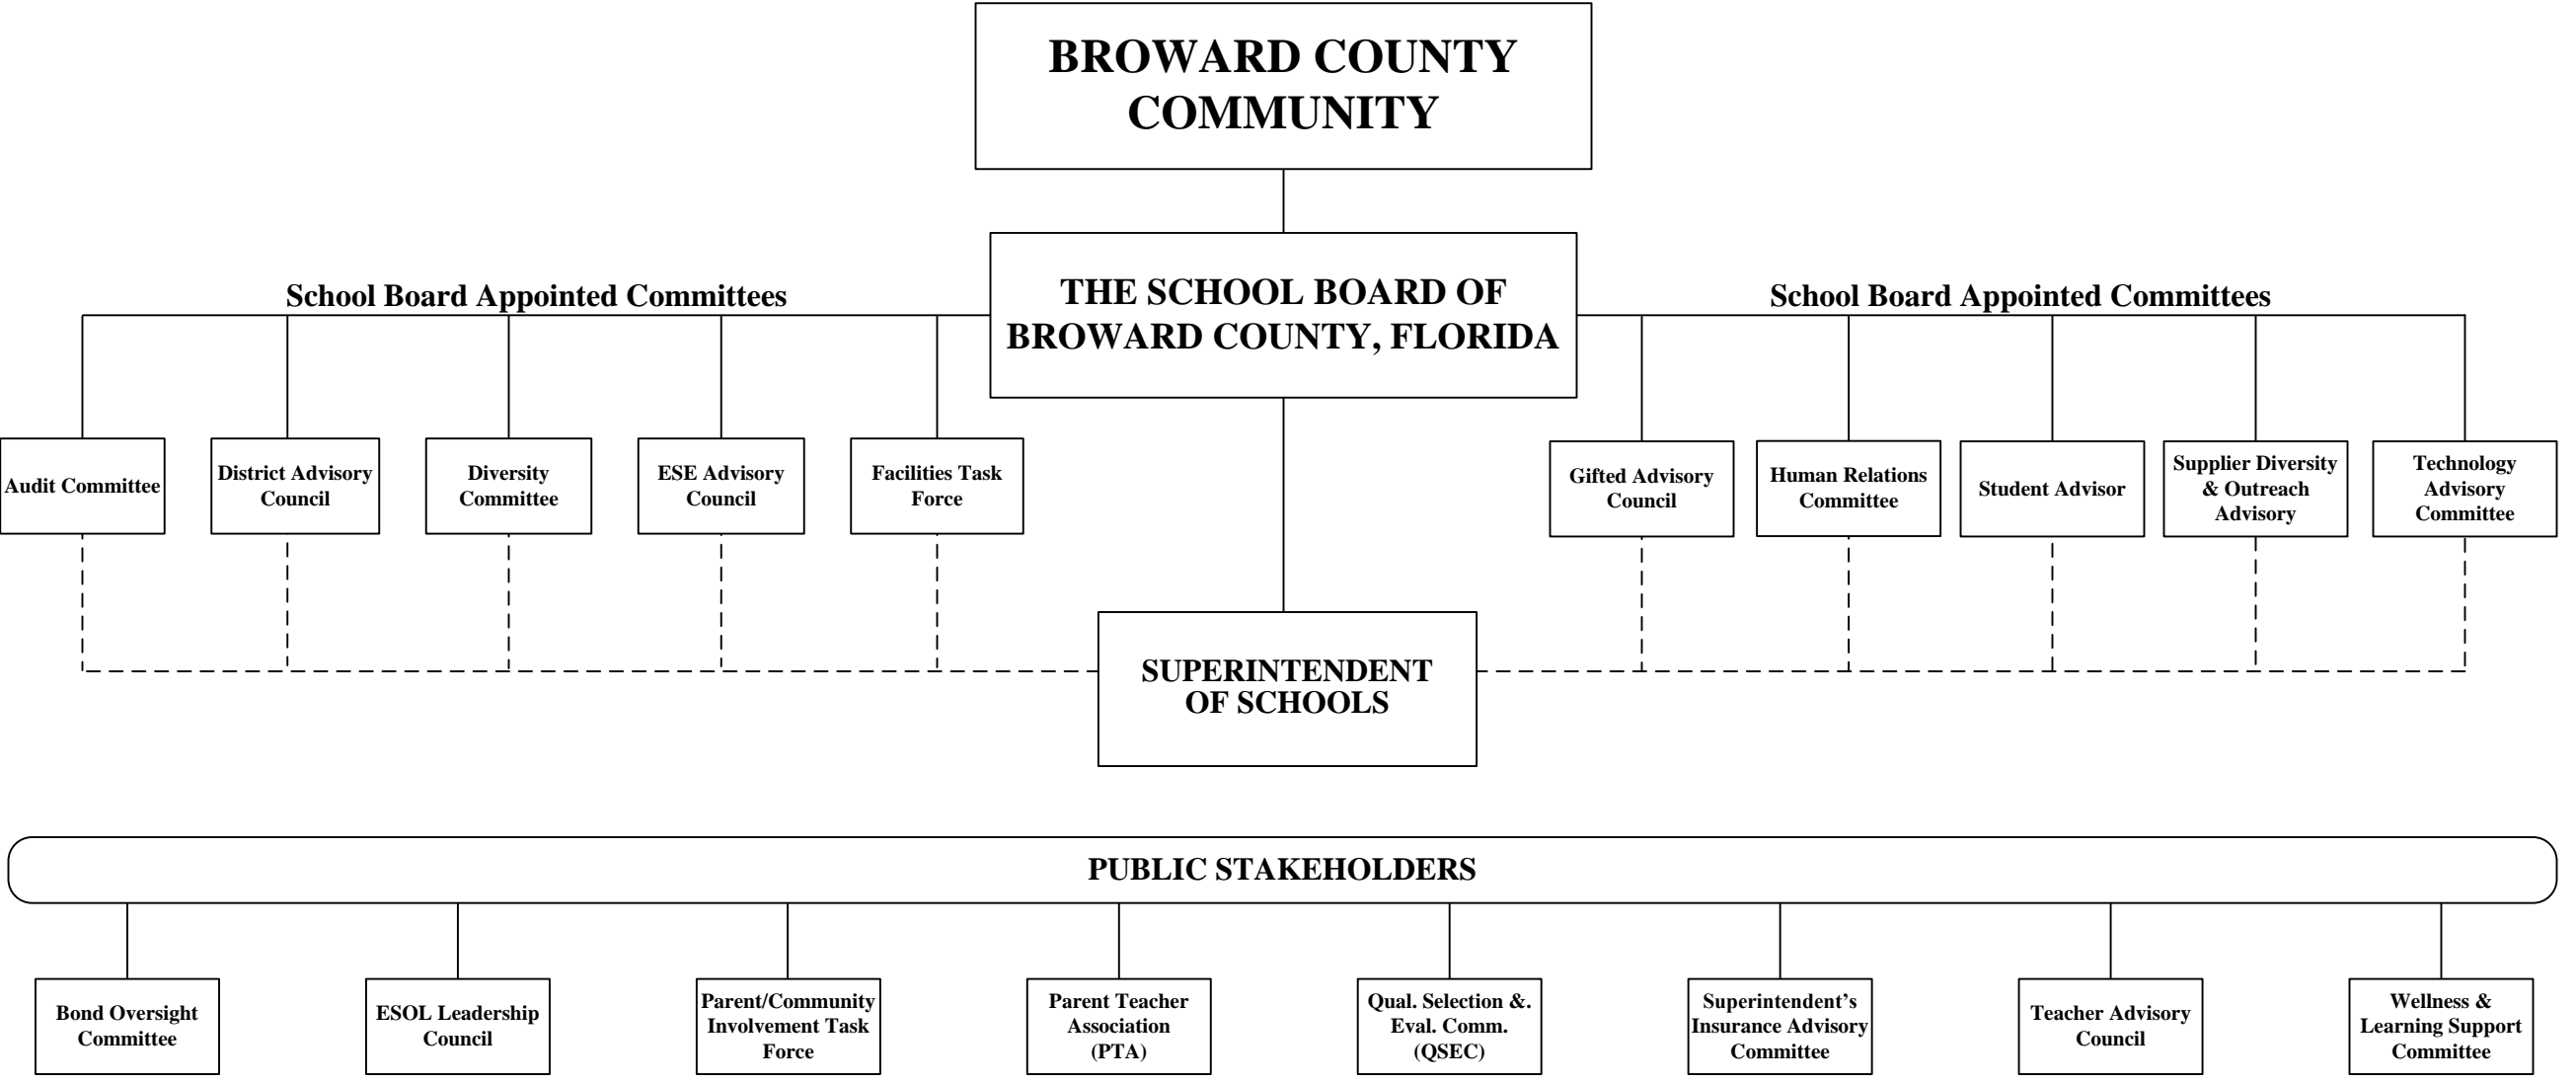 BROWARD COUNTY
COMMUNITY
THE SCHOOL BOARD OF
BROWARD COUNTY, FLORIDA
School Board Appointed Committees
School Board Appointed Committees
Audit Committee
District Advisory
Council
Diversity
Committee
ESE Advisory
Council
Facilities Task
Force
Gifted Advisory
Council
Human Relations
Committee
Student Advisor
Supplier Diversity
& Outreach
Advisory
Technology
Advisory
Committee
SUPERINTENDENT
OF SCHOOLS
PUBLIC STAKEHOLDERS
Bond Oversight
Committee
ESOL Leadership
Council
Parent/Community
Involvement Task
Force
Parent Teacher
Association
(PTA)
Qual. Selection &.
Eval. Comm.
(QSEC)
Superintendent’s
Insurance Advisory
Committee
Teacher Advisory
Council
Wellness &
Learning Support
Committee